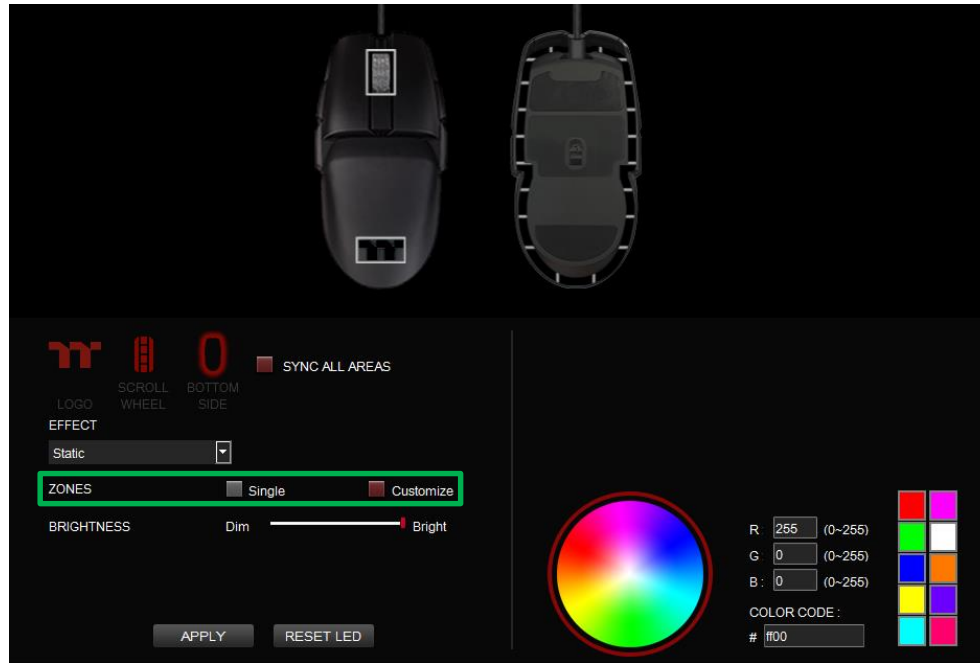 SYNC ALL AREAS
LOGO
SCROLL WHEEL
BOTTOM SIDE
EFFECT
Static
ZONES Single Customize
BRIGHTNESS Dim Bright
APPLY RESET LED
R: 255 (0~255)
G: 0 (0~255)
B: 0 (0~255)
COLOR CODE :
# ff00